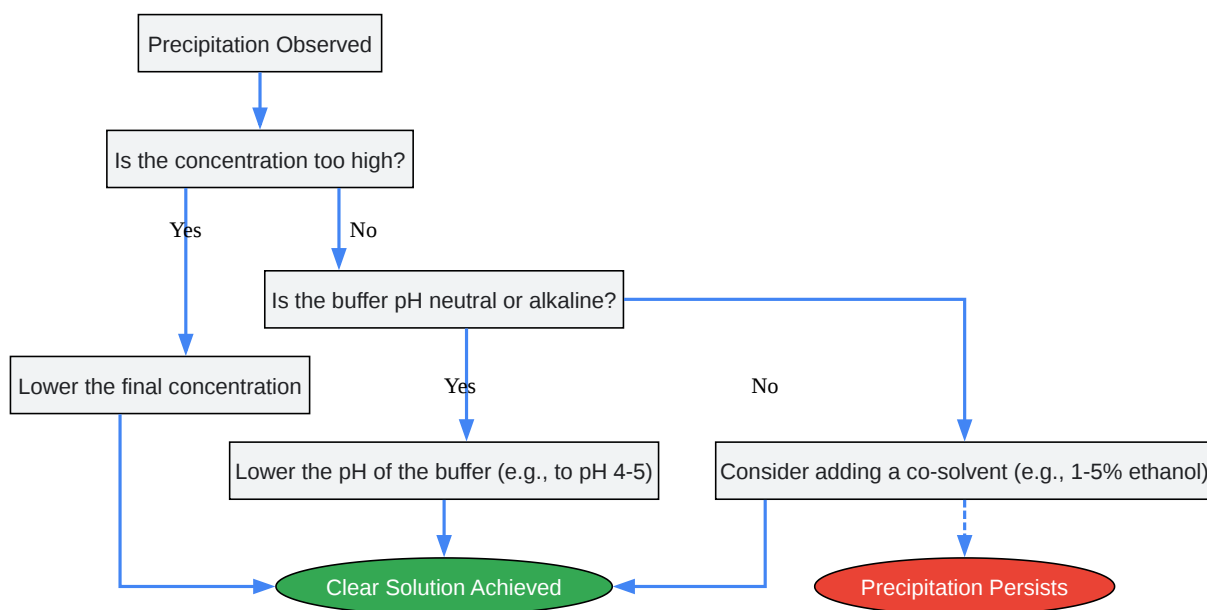 Precipitation Observed
Is the concentration too high?
Yes
No
Is the buffer pH neutral or alkaline?
Lower the final concentration
Yes
No
Lower the pH of the buffer (e.g., to pH 4-5)
Consider adding a co-solvent (e.g., 1-5% ethanol)
Clear Solution Achieved
Precipitation Persists